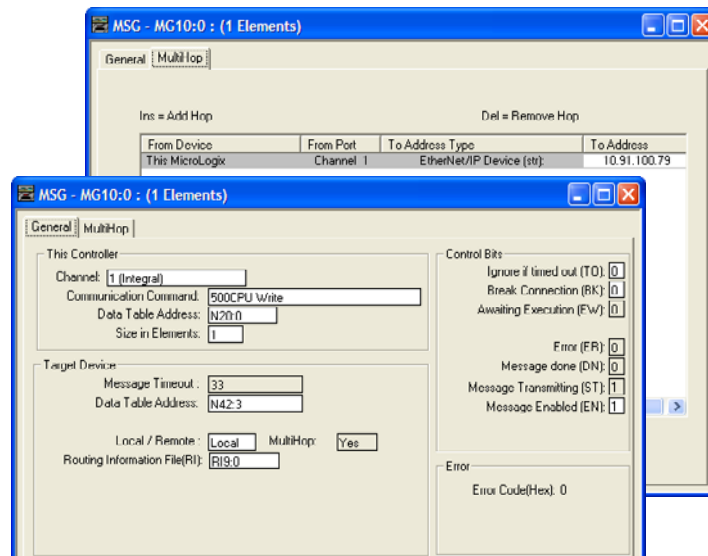 MSG - MG10:0 : (1 Elements)
General MultiHop
Ins = Add Hop Del = Remove Hop
From Device From Port To Address Type To Address
This MicroLogix Channel 1 EtherNet/IP Device (str): 10.91.100.79
MSG - MG10:0 : (1 Elements)
General MultiHop
This Controller
Channel: 1 (Integral)
Communication Command: 500CPU Write
Data Table Address: N20:0
Size in Elements: 1
Target Device
Message Timeout : 33
Data Table Address: N42:3
Local / Remote : Local MultiHop: Yes
Routing Information File(RI): RI9:0
Control Bits
Ignore if timed out (TO): 0
Break Connection (BK): 0
Awaiting Execution (EW): 0
Error (ER): 0
Message done (DN): 0
Message Transmitting (ST): 1
Message Enabled (EN): 1
Error
Error Code(Hex): 0